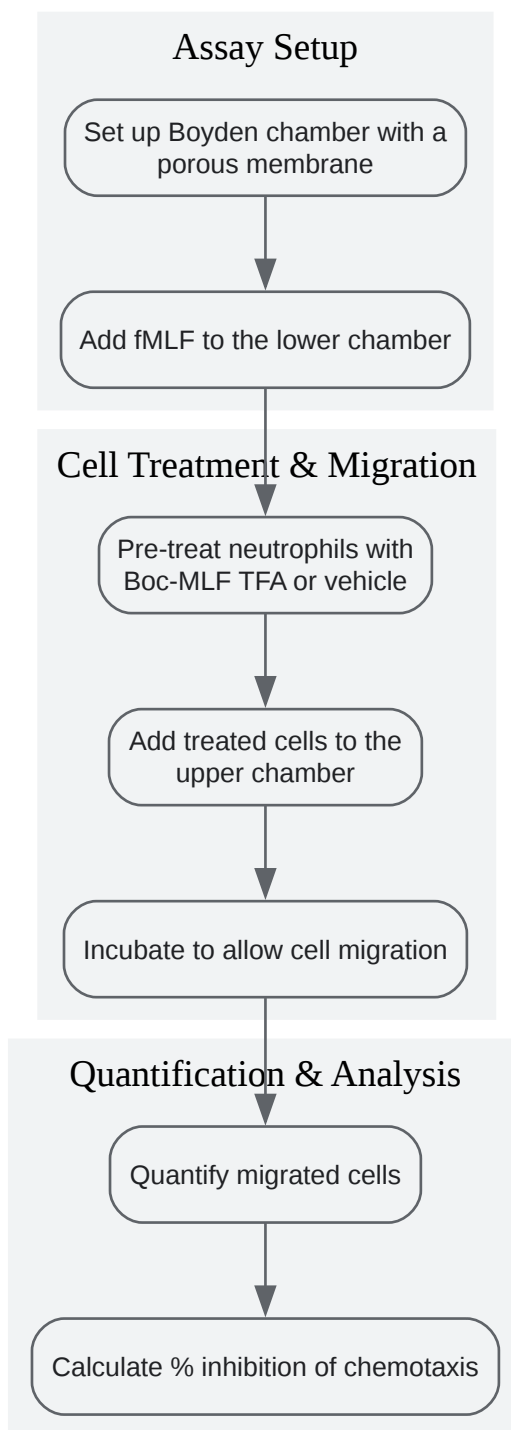 Assay Setup
Set up Boyden chamber with a
porous membrane
Add fMLF to the lower chamber
Cell Treatment & Migration
Pre-treat neutrophils with
Boc-MLF TFA or vehicle
Add treated cells to the
upper chamber
Incubate to allow cell migration
Quantification & Analysis
Quantify migrated cells
Calculate % inhibition of chemotaxis